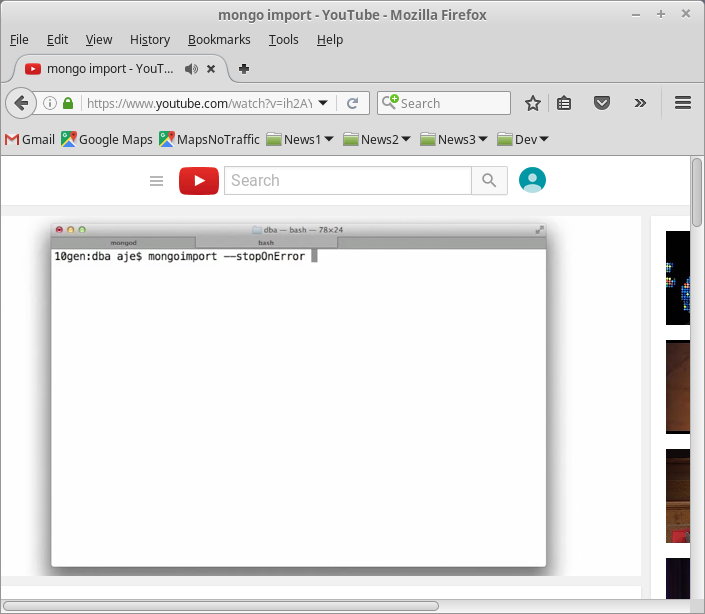 mongo import - YouTube - Mozilla Firefox
File Edit View History Bookmarks Tools Help
mongo import - YouT...
https://www.youtube.com/watch?v=ih2AY
Search
Gmail Google Maps MapsNoTraffic News1 News2 News3 Dev
Search
dba — bash — 78×24
mongod bash
10gen:dba aje$ mongoimport --stopOnError